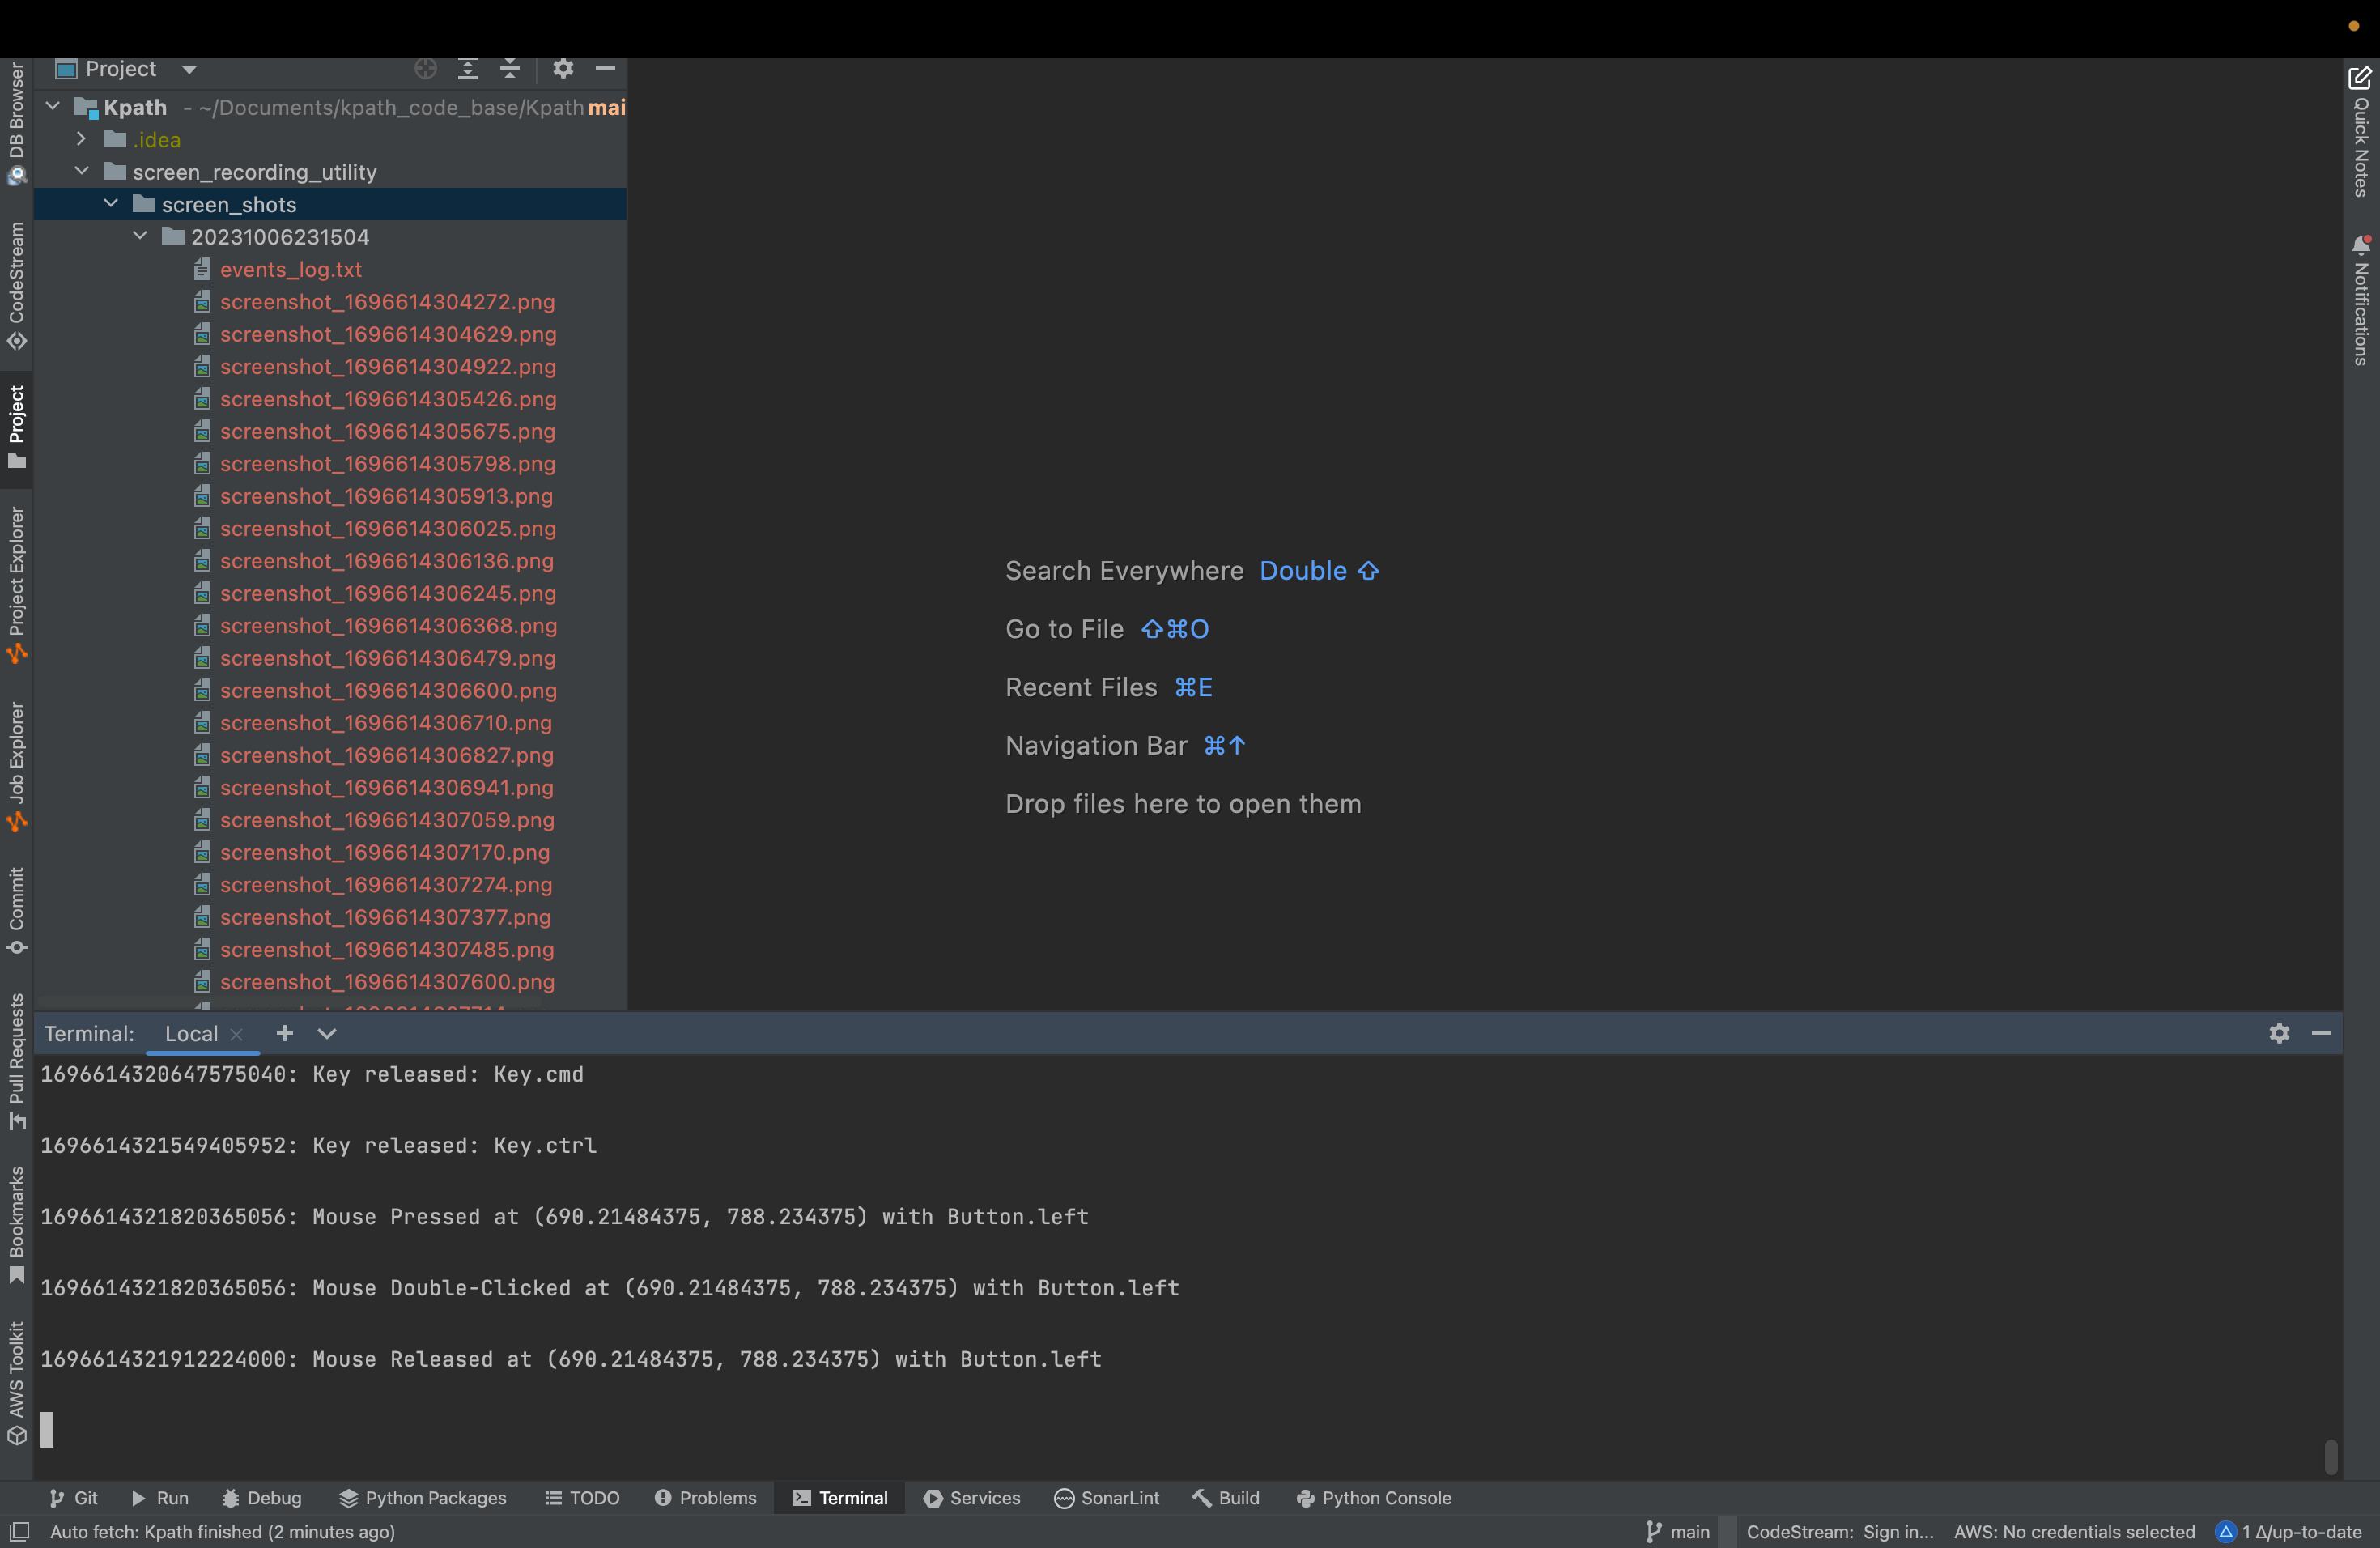 Project
Kpath - ~/Documents/kpath_code_base/Kpath mai
.idea
screen_recording_utility
screen_shots
20231006231504
events_log.txt
screenshot_1696614304272.png
screenshot_1696614304629.png
screenshot_1696614304922.png
screenshot_1696614305426.png
screenshot_1696614305675.png
screenshot_1696614305798.png
screenshot_1696614305913.png
screenshot_1696614306025.png
screenshot_1696614306136.png
screenshot_1696614306245.png
screenshot_1696614306368.png
screenshot_1696614306479.png
screenshot_1696614306600.png
screenshot_1696614306710.png
screenshot_1696614306827.png
screenshot_1696614306941.png
screenshot_1696614307059.png
screenshot_1696614307170.png
screenshot_1696614307274.png
screenshot_1696614307377.png
screenshot_1696614307485.png
screenshot_1696614307600.png
DB Browser
CodeStream
Project
Project Explorer
Job Explorer
Commit
Pull Requests
Bookmarks
AWS Toolkit
Search Everywhere Double ⇧
Go to File ⇧⌘O
Recent Files ⌘E
Navigation Bar ⌘↑
Drop files here to open them
Quick Notes
Notifications
Terminal: Local
1696614320647575040: Key released: Key.cmd
1696614321549405952: Key released: Key.ctrl
1696614321820365056: Mouse Pressed at (690.21484375, 788.234375) with Button.left
1696614321820365056: Mouse Double-Clicked at (690.21484375, 788.234375) with Button.left
1696614321912224000: Mouse Released at (690.21484375, 788.234375) with Button.left
Git Run Debug Python Packages TODO Problems Terminal Services SonarLint Build Python Console
Auto fetch: Kpath finished (2 minutes ago) main CodeStream: Sign in... AWS: No credentials selected 1 Δ/up-to-date